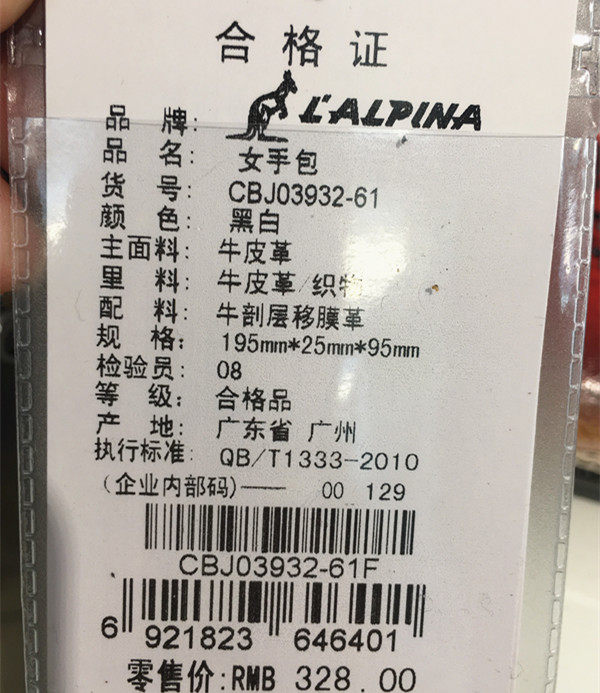 合格证
品 牌: L'ALPINA
品 名: 女手包
货 号: CBJ03932-61
颜 色: 黑白
主面料: 牛皮革
里 料: 牛皮革/织物
配 料: 牛剖层移膜革
规 格: 195mm*25mm*95mm
检验员: 08
等 级: 合格品
产 地: 广东省 广州
执行标准: QB/T1333-2010
(企业内部码)—— 00 129
CBJ03932-61F
6 921823 646401
零售价:RMB 328.00